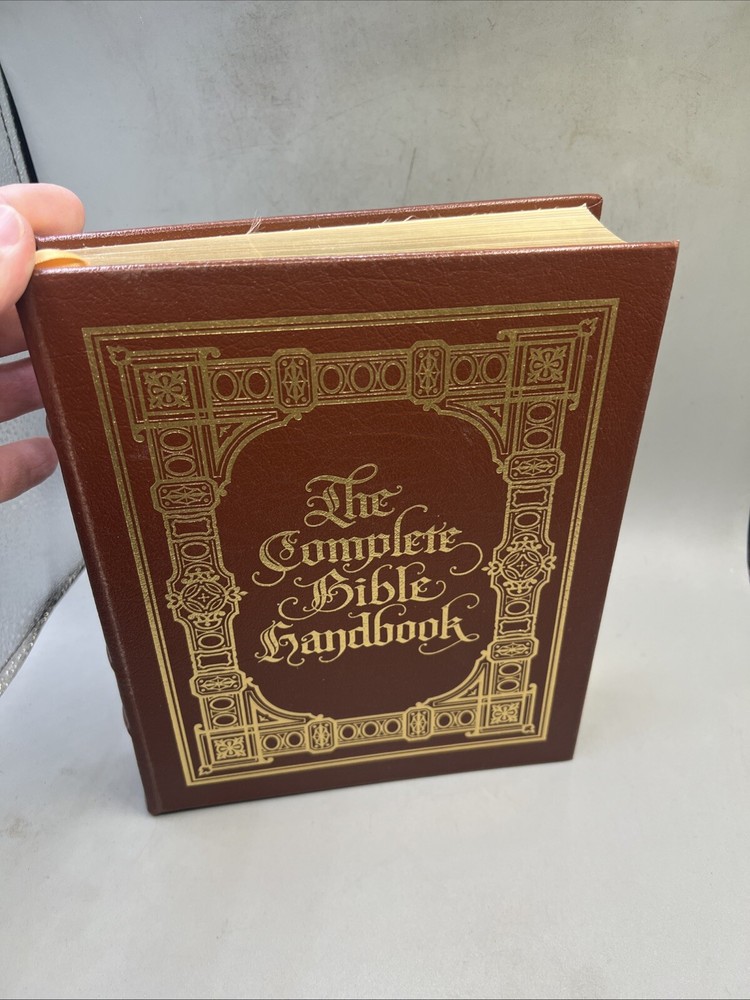 The
Complete
Bible
Handbook